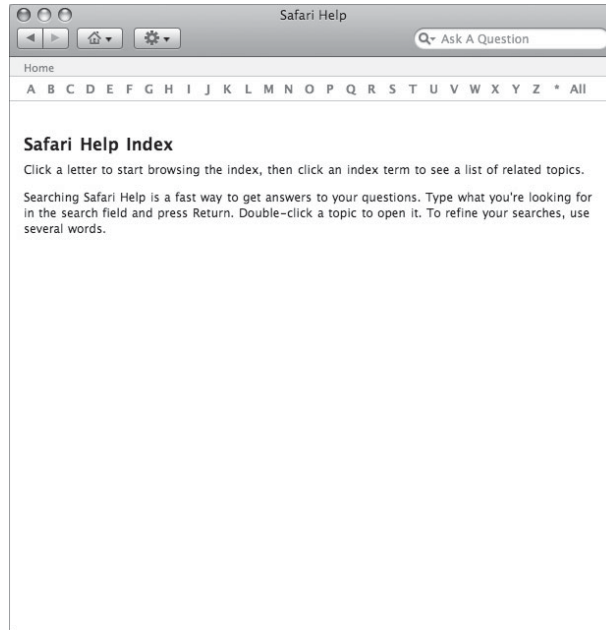 Safari Help
Ask A Question
Home
A B C D E F G H I J K L M N O P Q R S T U V W X Y Z * All
Safari Help Index
Click a letter to start browsing the index, then click an index term to see a list of related topics.
Searching Safari Help is a fast way to get answers to your questions. Type what you're looking for
in the search field and press Return. Double-click a topic to open it. To refine your searches, use
several words.